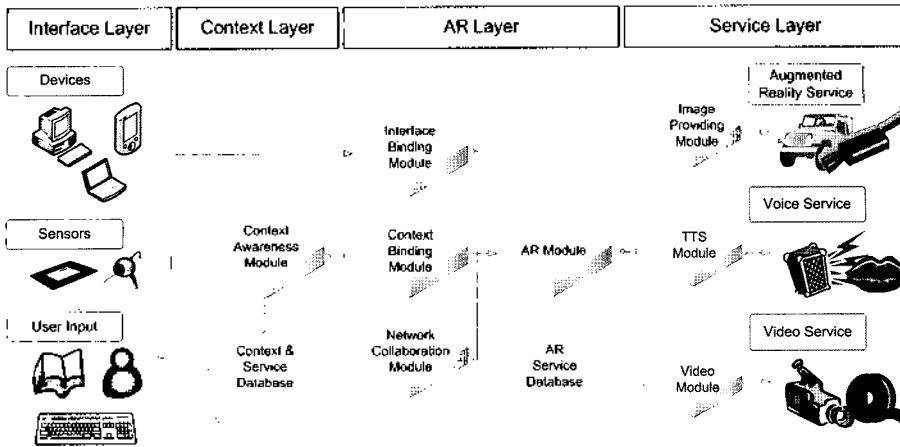 Interface Layer
Context Layer
AR Layer
Service Layer
Devices
Augmented
Reality Service
Interface
Binding
Module
Image
Providing
Module
Sensors
Context
Awareness
Module
Context
Binding
Module
AR Module
TTS
Module
Voice Service
User Input
Context &
Service
Database
Network
Collaboration
Module
AR
Service
Database
Video
Module
Video Service